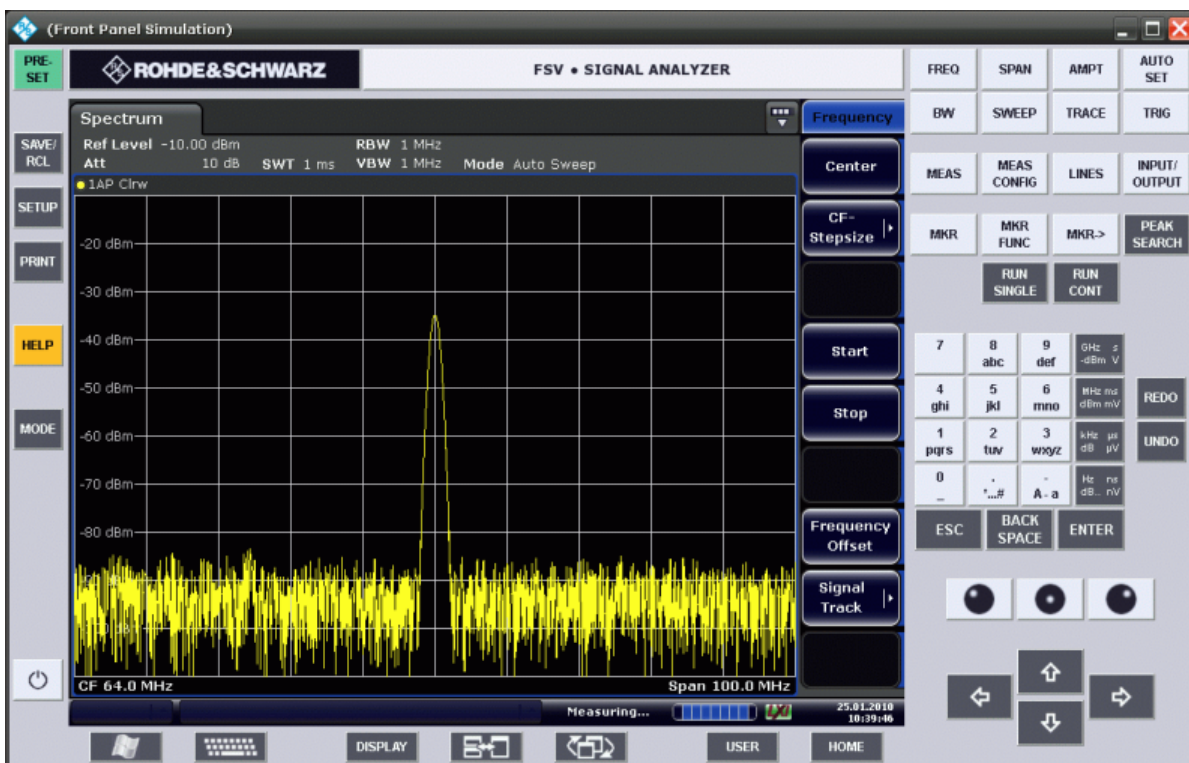 (Front Panel Simulation)
PRE-
SET
ROHDE&SCHWARZ
FSV • SIGNAL ANALYZER
SAVE/
RCL
SETUP
PRINT
HELP
MODE
Spectrum
Ref Level -10.00 dBm
RBW 1 MHz
Att 10 dB
SWT 1 ms
VBW 1 MHz
Mode Auto Sweep
1AP Clrw
-20 dBm
-30 dBm
-40 dBm
-50 dBm
-60 dBm
-70 dBm
-80 dBm
CF 64.0 MHz
Span 100.0 MHz
Measuring...
25.01.2010
10:39:46
Frequency
Center
CF-
Stepsize
Start
Stop
Frequency
Offset
Signal
Track
DISPLAY
USER
HOME
FREQ
SPAN
AMPT
AUTO
SET
BW
SWEEP
TRACE
TRIG
MEAS
MEAS
CONFIG
LINES
INPUT/
OUTPUT
MKR
MKR
FUNC
MKR->
PEAK
SEARCH
RUN
SINGLE
RUN
CONT
7
8
abc
9
def
GHz s
-dBm V
4
ghi
5
jkl
6
mno
MHz ms
dBm mV
REDO
1
pqrs
2
tuv
3
wxyz
kHz µs
dB µV
UNDO
0
_
.
*...#
-
A - a
Hz ns
dB.. nV
ESC
BACK
SPACE
ENTER